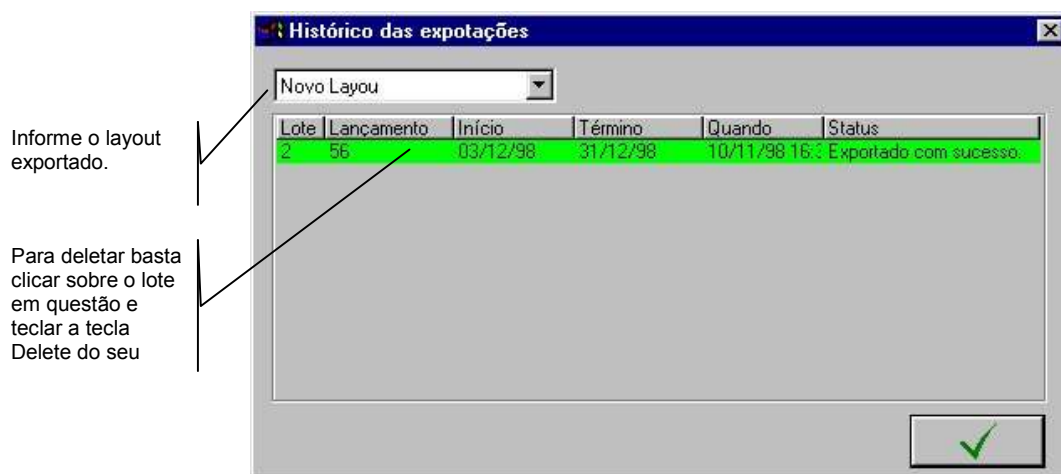 Histórico das expotações
Novo Layou
Informe o layout
exportado.
Lote Lançamento Início Término Quando Status
2 56 03/12/98 31/12/98 10/11/98 16:3 Exportado com sucesso.
Para deletar basta
clicar sobre o lote
em questão e
teclar a tecla
Delete do seu